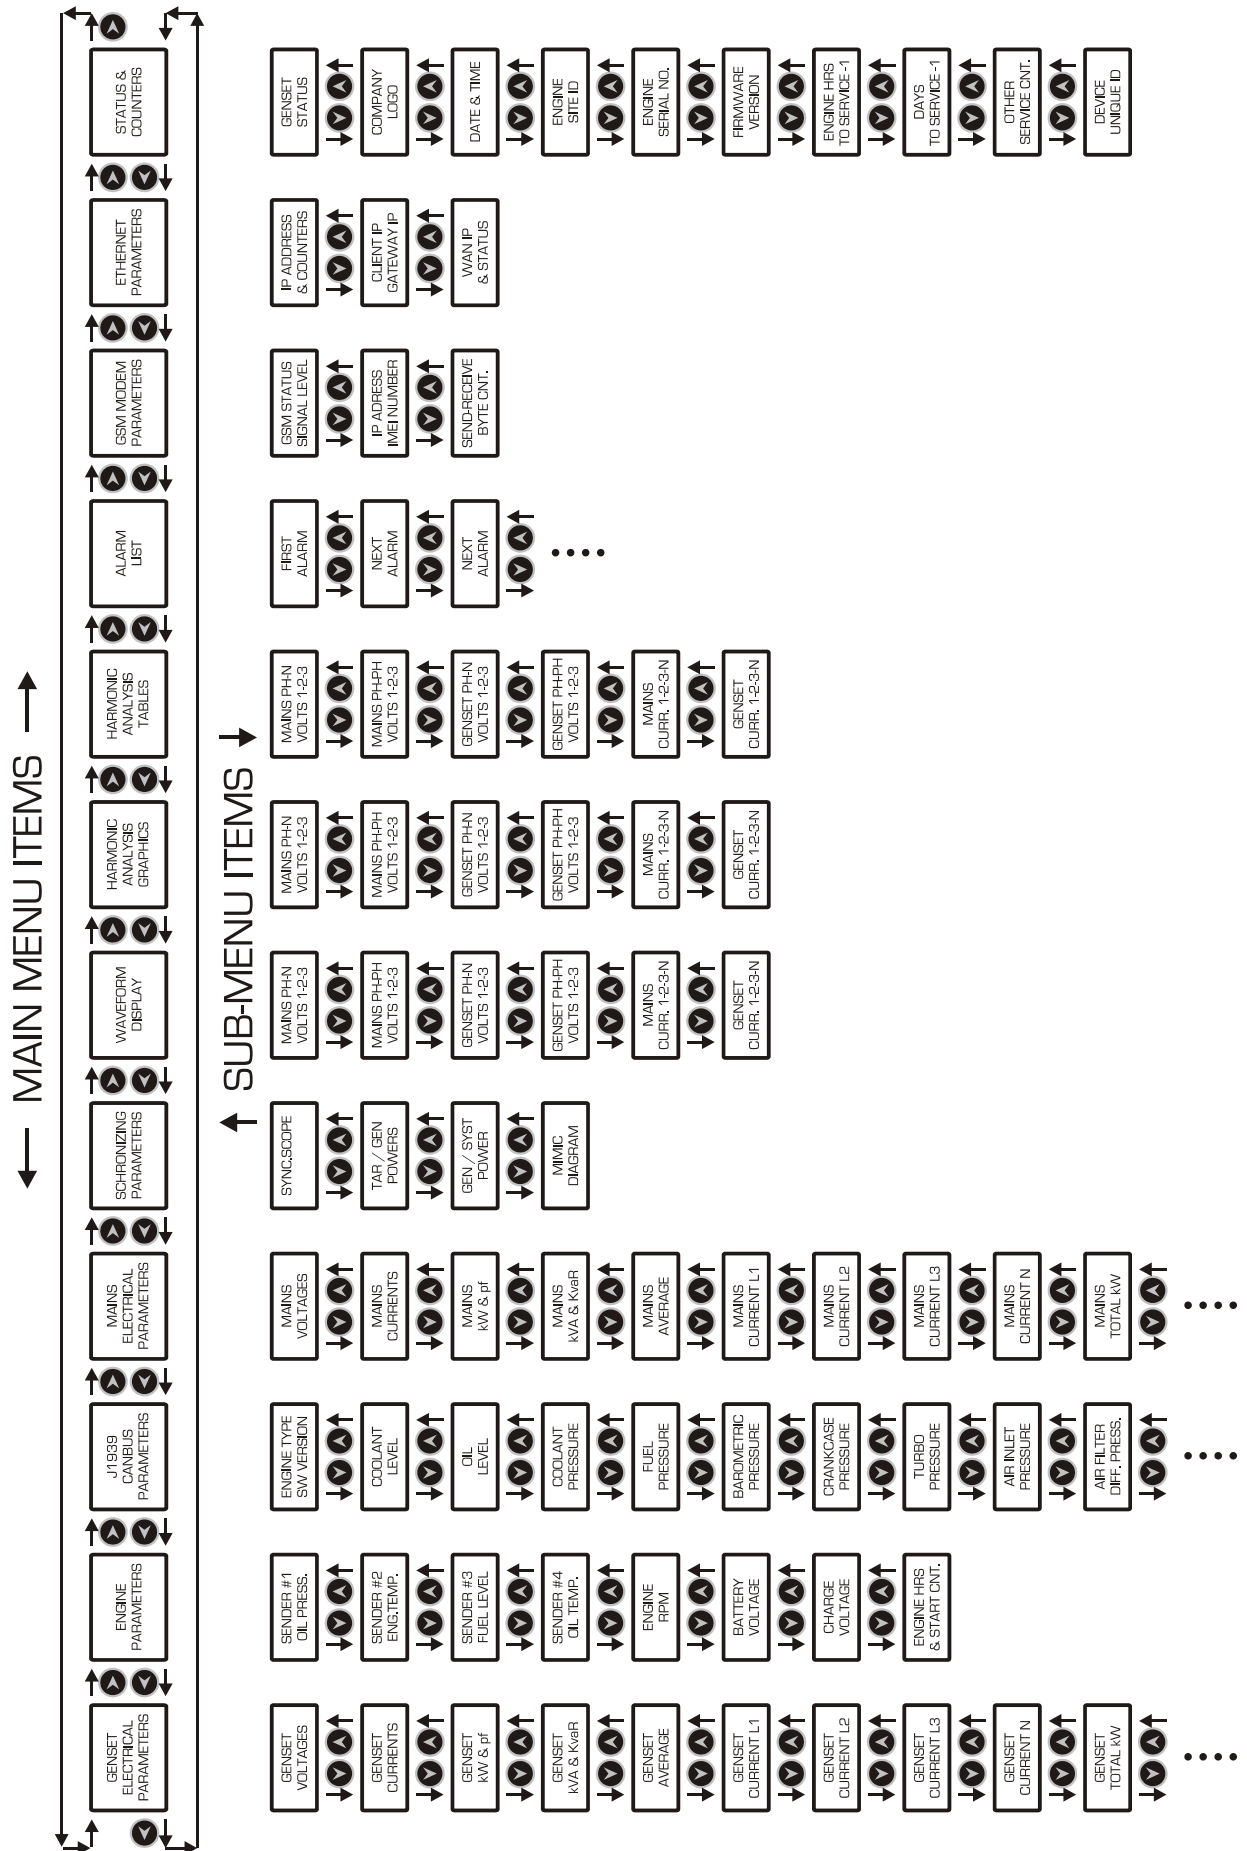 MAIN MENU ITEMS
GENSET
ELECTRICAL
PARAMETERS
ENGINE
PARAMETERS
J1939
CANBUS
PARAMETERS
MAINS
ELECTRICAL
PARAMETERS
SCHRONIZING
PARAMETERS
WAVEFORM
DISPLAY
HARMONIC
ANALYSIS
GRAPHICS
HARMONIC
ANALYSIS
TABLES
ALARM
LIST
GSM MODEM
PARAMETERS
ETHERNET
PARAMETERS
STATUS &
COUNTERS
SUB-MENU ITEMS
GENSET
VOLTAGES
GENSET
CURRENTS
GENSET
kW & pf
GENSET
kVA & KvaR
GENSET
AVERAGE
GENSET
CURRENT L1
GENSET
CURRENT L2
GENSET
CURRENT L3
GENSET
CURRENT N
GENSET
TOTAL kW
SENDER #1
OIL PRESS.
SENDER #2
ENG.TEMP.
SENDER #3
FUEL LEVEL
SENDER #4
OIL TEMP.
ENGINE
RPM
BATTERY
VOLTAGE
CHARGE
VOLTAGE
ENGINE HRS
& START CNT.
ENGINE TYPE
SW VERSION
COOLANT
LEVEL
OIL
LEVEL
COOLANT
PRESSURE
FUEL
PRESSURE
BAROMETRIC
PRESSURE
CRANKCASE
PRESSURE
TURBO
PRESSURE
AIR INLET
PRESSURE
AIR FILTER
DIFF. PRESS.
MAINS
VOLTAGES
MAINS
CURRENTS
MAINS
kW & pf
MAINS
kVA & KvaR
MAINS
AVERAGE
MAINS
CURRENT L1
MAINS
CURRENT L2
MAINS
CURRENT L3
MAINS
CURRENT N
MAINS
TOTAL kW
SYNC.SCOPE
TAR / GEN
POWERS
GEN / SYST
POWER
MIMIC
DIAGRAM
MAINS PH-N
VOLTS 1-2-3
MAINS PH-PH
VOLTS 1-2-3
GENSET PH-N
VOLTS 1-2-3
GENSET PH-PH
VOLTS 1-2-3
MAINS
CURR. 1-2-3-N
GENSET
CURR. 1-2-3-N
MAINS PH-N
VOLTS 1-2-3
MAINS PH-PH
VOLTS 1-2-3
GENSET PH-N
VOLTS 1-2-3
GENSET PH-PH
VOLTS 1-2-3
MAINS
CURR. 1-2-3-N
GENSET
CURR. 1-2-3-N
MAINS PH-N
VOLTS 1-2-3
MAINS PH-PH
VOLTS 1-2-3
GENSET PH-N
VOLTS 1-2-3
GENSET PH-PH
VOLTS 1-2-3
MAINS
CURR. 1-2-3-N
GENSET
CURR. 1-2-3-N
FIRST
ALARM
NEXT
ALARM
NEXT
ALARM
GSM STATUS
SIGNAL LEVEL
IP ADRESS
IMEI NUMBER
SEND-RECEIVE
BYTE CNT.
IP ADDRESS
& COUNTERS
CLIENT IP
GATEWAY IP
WAN IP
& STATUS
GENSET
STATUS
COMPANY
LOGO
DATE & TIME
ENGINE
SITE ID
ENGINE
SERIAL NO.
FIRMWARE
VERSION
ENGINE HRS
TO SERVICE -1
DAYS
TO SERVICE -1
OTHER
SERVICE CNT.
DEVICE
UNIQUE ID